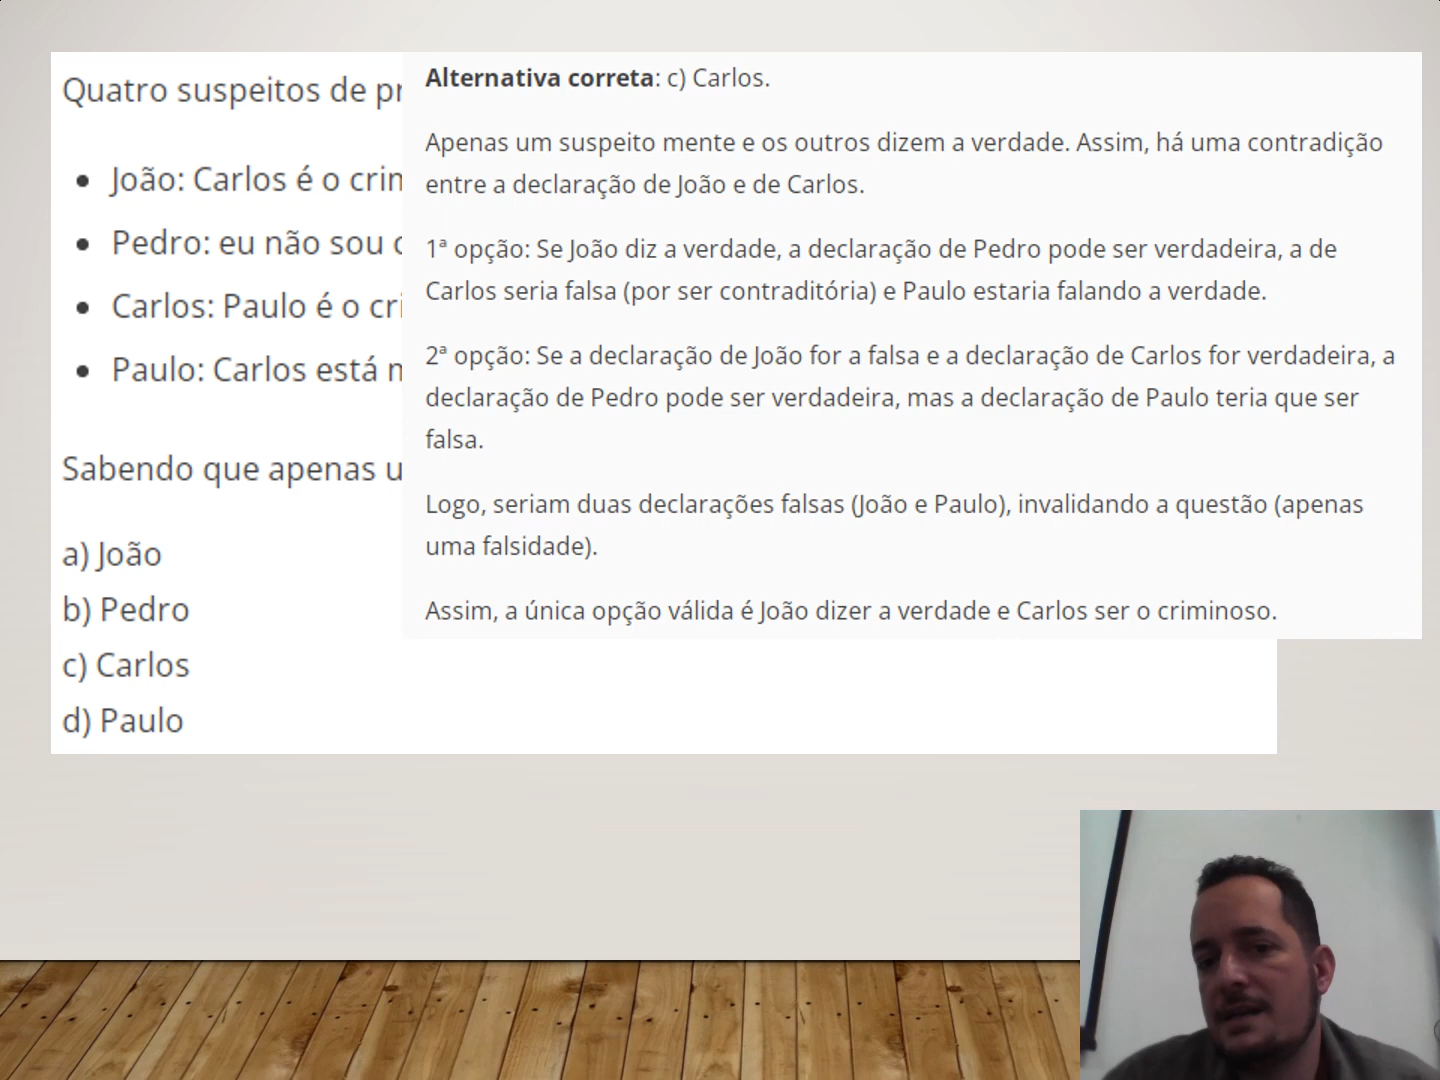 Quatro suspeitos de pr
João: Carlos é o crim
Pedro: eu não sou c
Carlos: Paulo é o cri
Paulo: Carlos está m
Sabendo que apenas u
a) João
b) Pedro
c) Carlos
d) Paulo
Alternativa correta: c) Carlos.
Apenas um suspeito mente e os outros dizem a verdade. Assim, há uma contradição
entre a declaração de João e de Carlos.
1ª opção: Se João diz a verdade, a declaração de Pedro pode ser verdadeira, a de
Carlos seria falsa (por ser contraditória) e Paulo estaria falando a verdade.
2ª opção: Se a declaração de João for a falsa e a declaração de Carlos for verdadeira, a
declaração de Pedro pode ser verdadeira, mas a declaração de Paulo teria que ser
falsa.
Logo, seriam duas declarações falsas (João e Paulo), invalidando a questão (apenas
uma falsidade).
Assim, a única opção válida é João dizer a verdade e Carlos ser o criminoso.